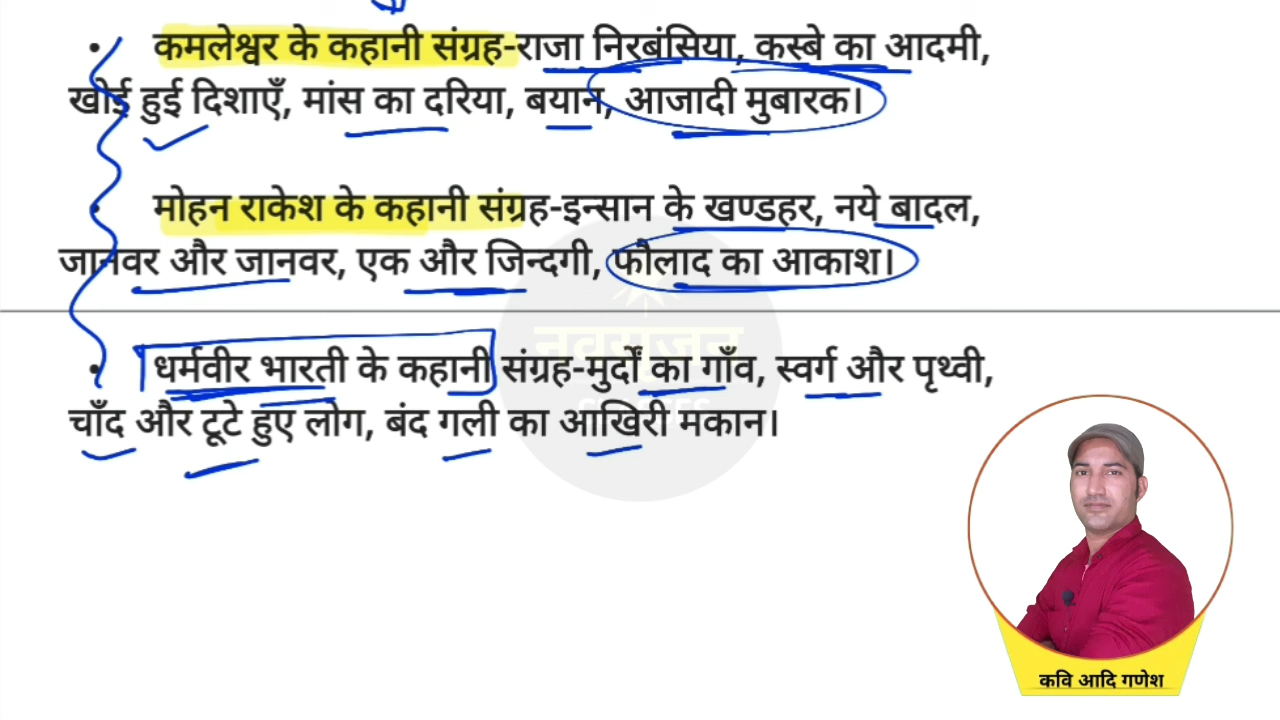 • कमलेश्वर के कहानी संग्रह-राजा निरबंसिया, कस्बे का आदमी,
खोई हुई दिशाएँ, मांस का दरिया, बयान, आजादी मुबारक।
• मोहन राकेश के कहानी संग्रह-इन्सान के खण्डहर, नये बादल,
जानवर और जानवर, एक और जिन्दगी, फौलाद का आकाश।
• धर्मवीर भारती के कहानी संग्रह-मुर्दों का गाँव, स्वर्ग और पृथ्वी,
चाँद और टूटे हुए लोग, बंद गली का आखिरी मकान।
कवि आदि गणेश